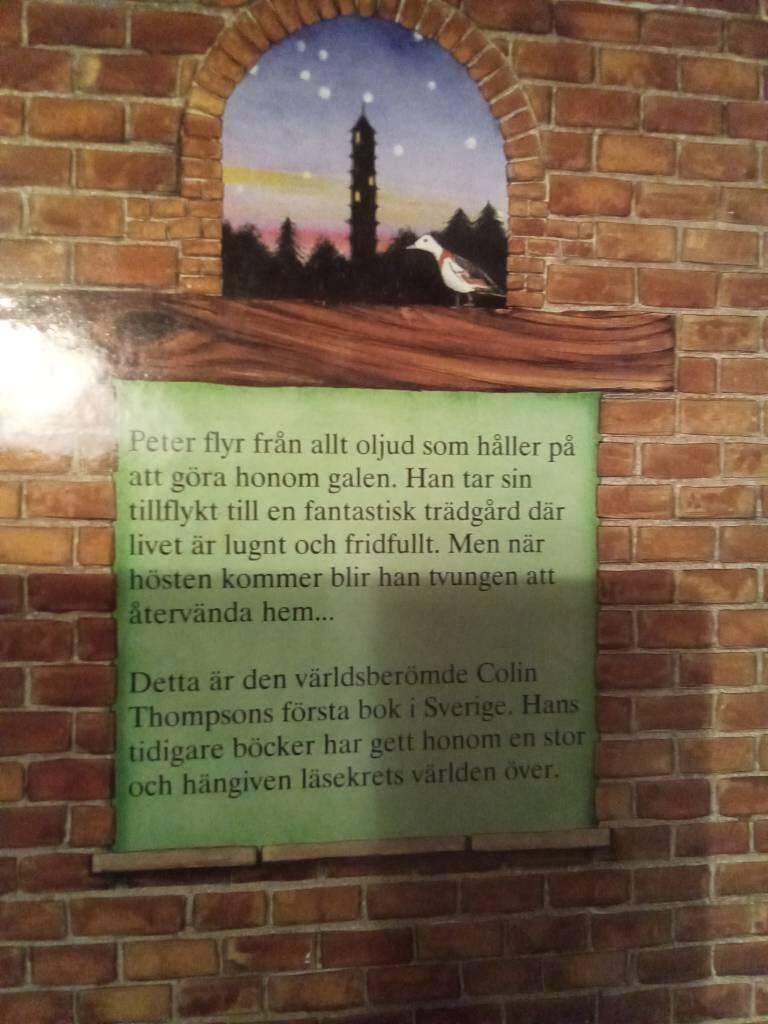 Peter flyr från allt oljud som håller på
att göra honom galen. Han tar sin
tillflykt till en fantastisk trädgård där
livet är lugnt och fridfullt. Men när
hösten kommer blir han tvungen att
återvända hem...
Detta är den världsberömde Colin
Thompsons första bok i Sverige. Hans
tidigare böcker har gett honom en stor
och hängiven läsekrets världen över.